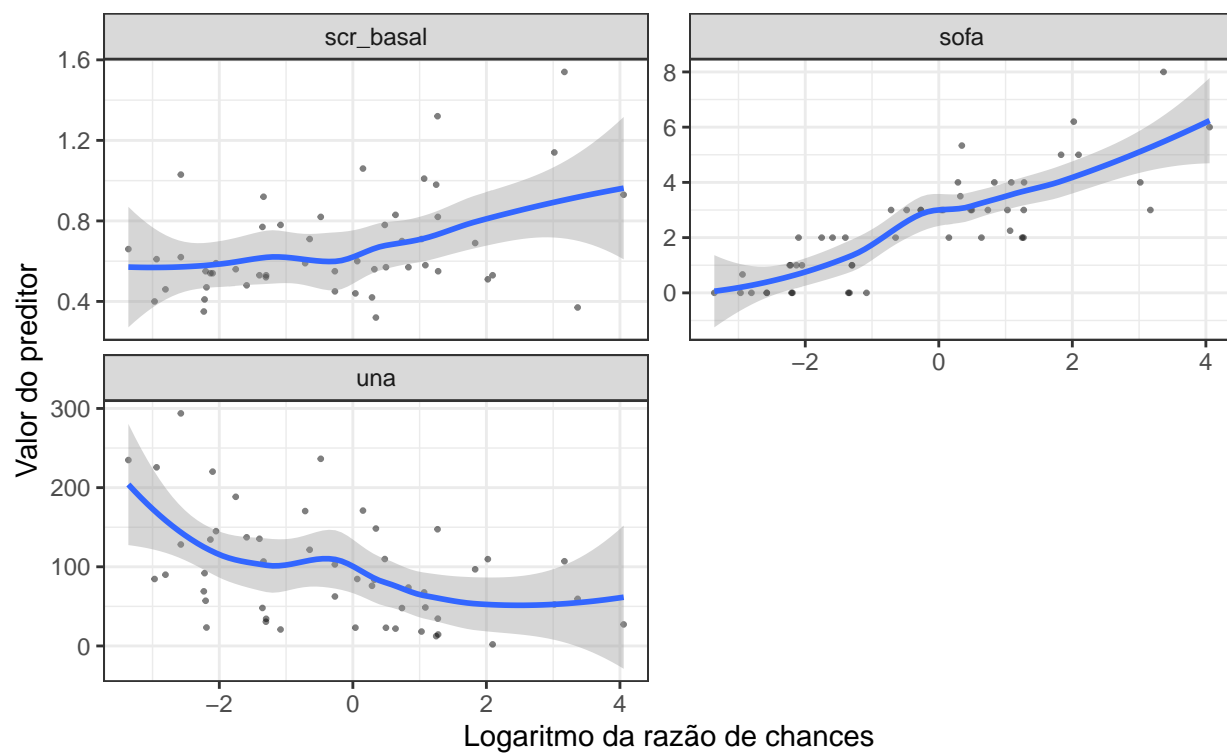 scr_basal
1.6
1.2
0.8
0.4
sofa
8
6
4
2
0
−2 0 2 4
una
300
200
100
0
−2 0 2 4
Valor do preditor
Logaritmo da razão de chances